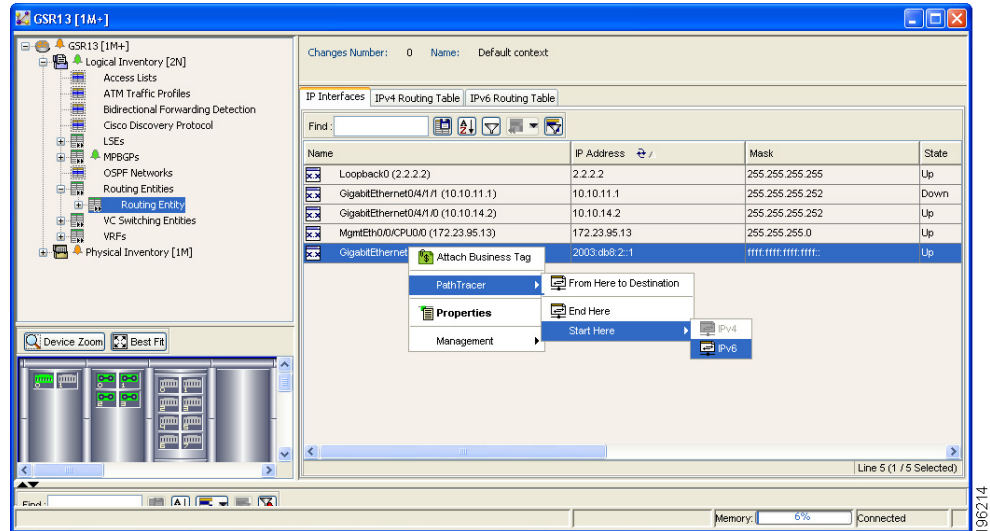 GSR13 [1M+]
GSR13 [1M+]
Logical Inventory [2N]
Access Lists
ATM Traffic Profiles
Bidirectional Forwarding Detection
Cisco Discovery Protocol
LSEs
MPBGPs
OSPF Networks
Routing Entities
Routing Entity
VC Switching Entities
VRFs
Physical Inventory [1M]
Device Zoom Best Fit
Changes Number: 0 Name: Default context
IP Interfaces IPv4 Routing Table IPv6 Routing Table
Find :
Name IP Address Mask State
Loopback0 (2.2.2.2) 2.2.2.2 255.255.255.255 Up
GigabitEthernet0/4/1/1 (10.10.11.1) 10.10.11.1 255.255.255.252 Down
GigabitEthernet0/4/1/0 (10.10.14.2) 10.10.14.2 255.255.255.252 Up
MgmtEth0/0/CPU0/0 (172.23.95.13) 172.23.95.13 255.255.255.0 Up
GigabitEthernet 2003:db8:2::1 ffff:ffff:ffff:ffff:: Up
Attach Business Tag
PathTracer
Properties
Management
From Here to Destination
End Here
Start Here
IPv4
IPv6
Line 5 (1 / 5 Selected)
Find :
Memory: 6% Connected
96214